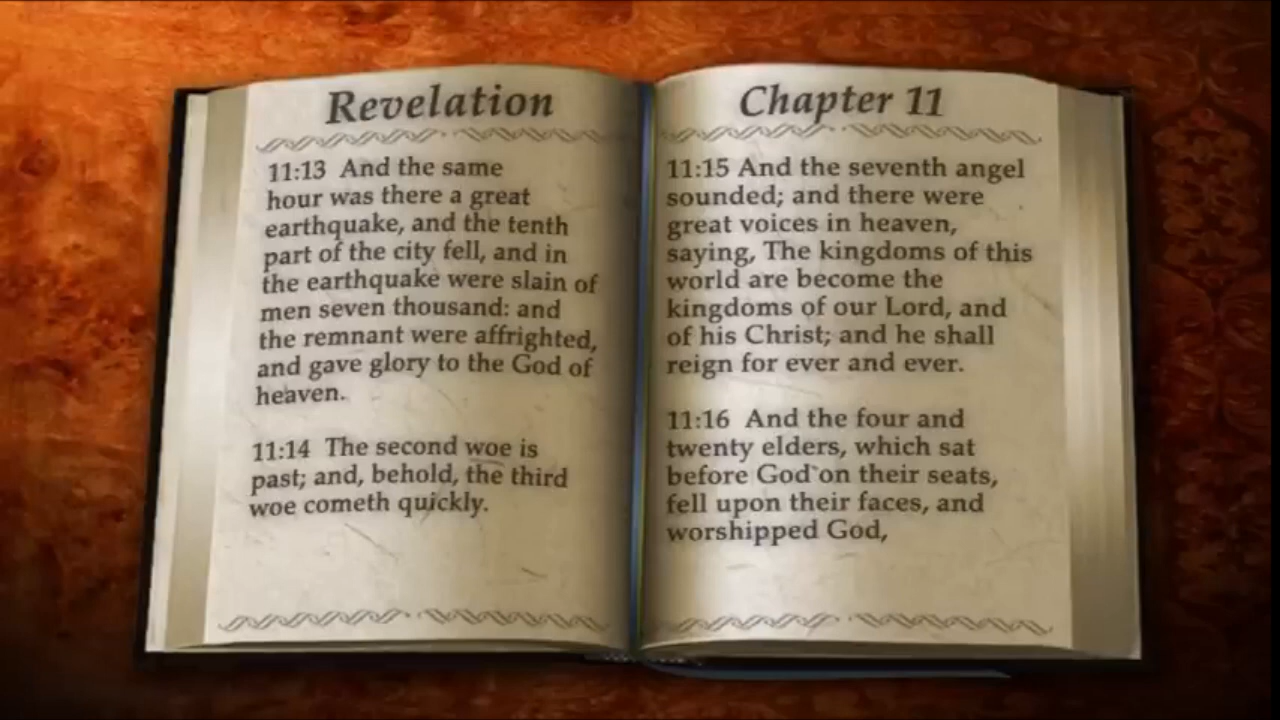 Revelation
11:13 And the same
hour was there a great
earthquake, and the tenth
part of the city fell, and in
the earthquake were slain of
men seven thousand: and
the remnant were affrighted,
and gave glory to the God of
heaven.
11:14 The second woe is
past; and, behold, the third
woe cometh quickly.
Chapter 11
11:15 And the seventh angel
sounded; and there were
great voices in heaven,
saying, The kingdoms of this
world are become the
kingdoms of our Lord, and
of his Christ; and he shall
reign for ever and ever.
11:16 And the four and
twenty elders, which sat
before God on their seats,
fell upon their faces, and
worshipped God,